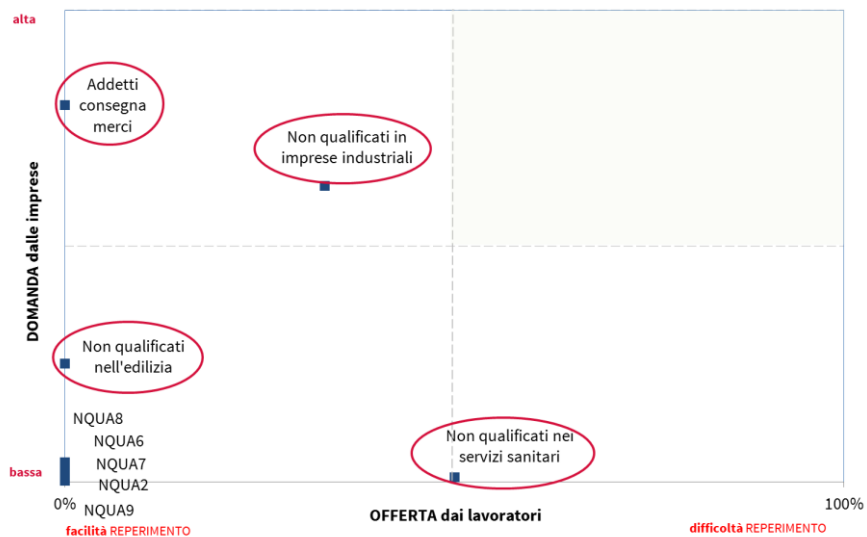 alta
Addetti
consegna
merci
Non qualificati in
imprese industriali
DOMANDA dalle imprese
Non qualificati
nell'edilizia
NQUA8
NQUA6
NQUA7
NQUA2
NQUA9
Non qualificati nei
servizi sanitari
bassa
0%
100%
facilità REPERIMENTO
OFFERTA dai lavoratori
difficoltà REPERIMENTO